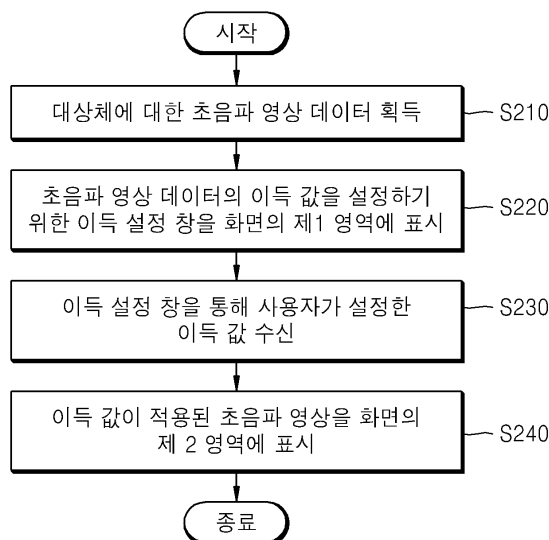 시작
대상체에 대한 초음파 영상 데이터 획득
S210
초음파 영상 데이터의 이득 값을 설정하기
위한 이득 설정 창을 화면의 제1 영역에 표시
S220
이득 설정 창을 통해 사용자가 설정한
이득 값 수신
S230
이득 값이 적용된 초음파 영상을 화면의
제 2 영역에 표시
S240
종료